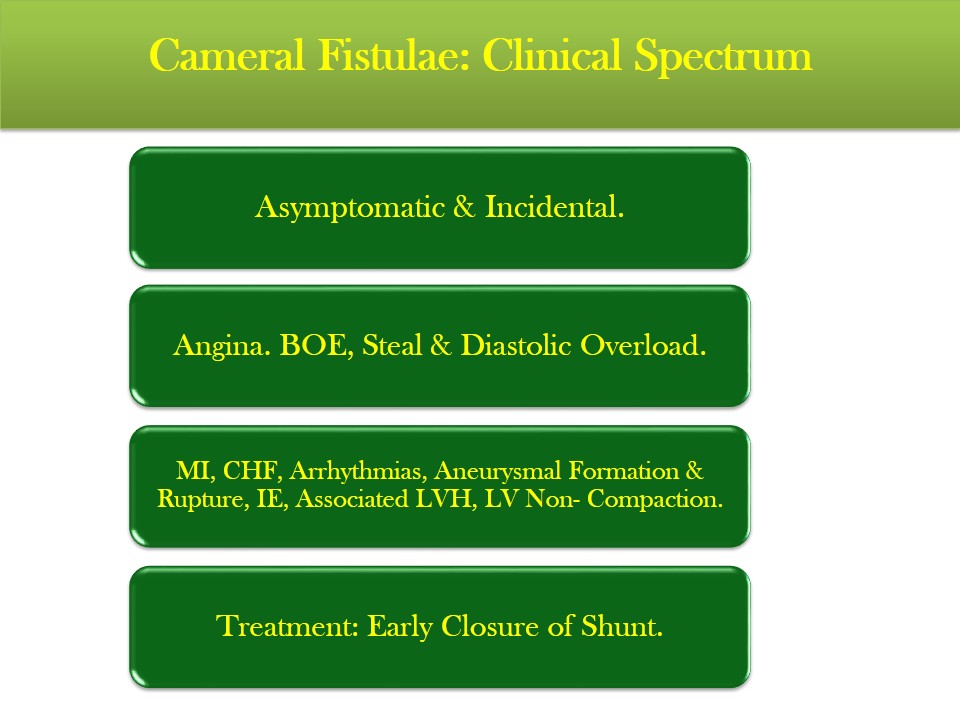 Cameral Fistulae: Clinical Spectrum
Asymptomatic & Incidental.
Angina. BOE, Steal & Diastolic Overload.
MI, CHF, Arrhythmias, Aneurysmal Formation &
Rupture, IE, Associated LVH, LV Non- Compaction.
Treatment: Early Closure of Shunt.